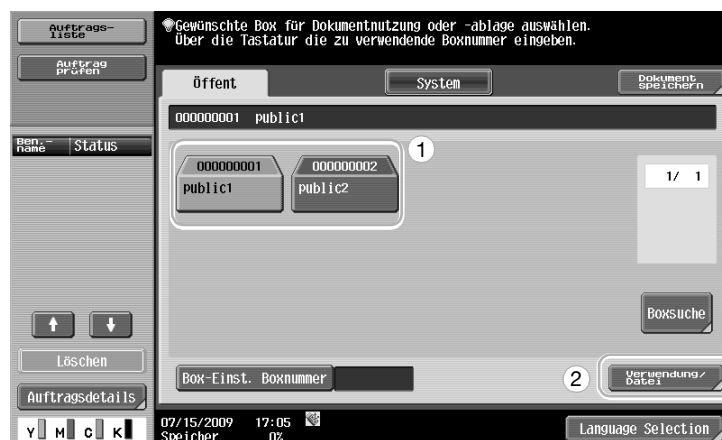 Auftrags-
liste
Auftrag
prüfen
Ben.-
name
Status
Löschen
Auftragsdetails
Y M C K
Gewünschte Box für Dokumentnutzung oder -ablage auswählen.
Über die Tastatur die zu verwendende Boxnummer eingeben.
Öffent
System
Dokument
speichern
000000001 public1
1
000000001
public1
000000002
public2
1/ 1
Boxsuche
Box-Einst. Boxnummer
2
Verwendung/
Datei
07/15/2009 17:05
Speicher 0%
Language Selection